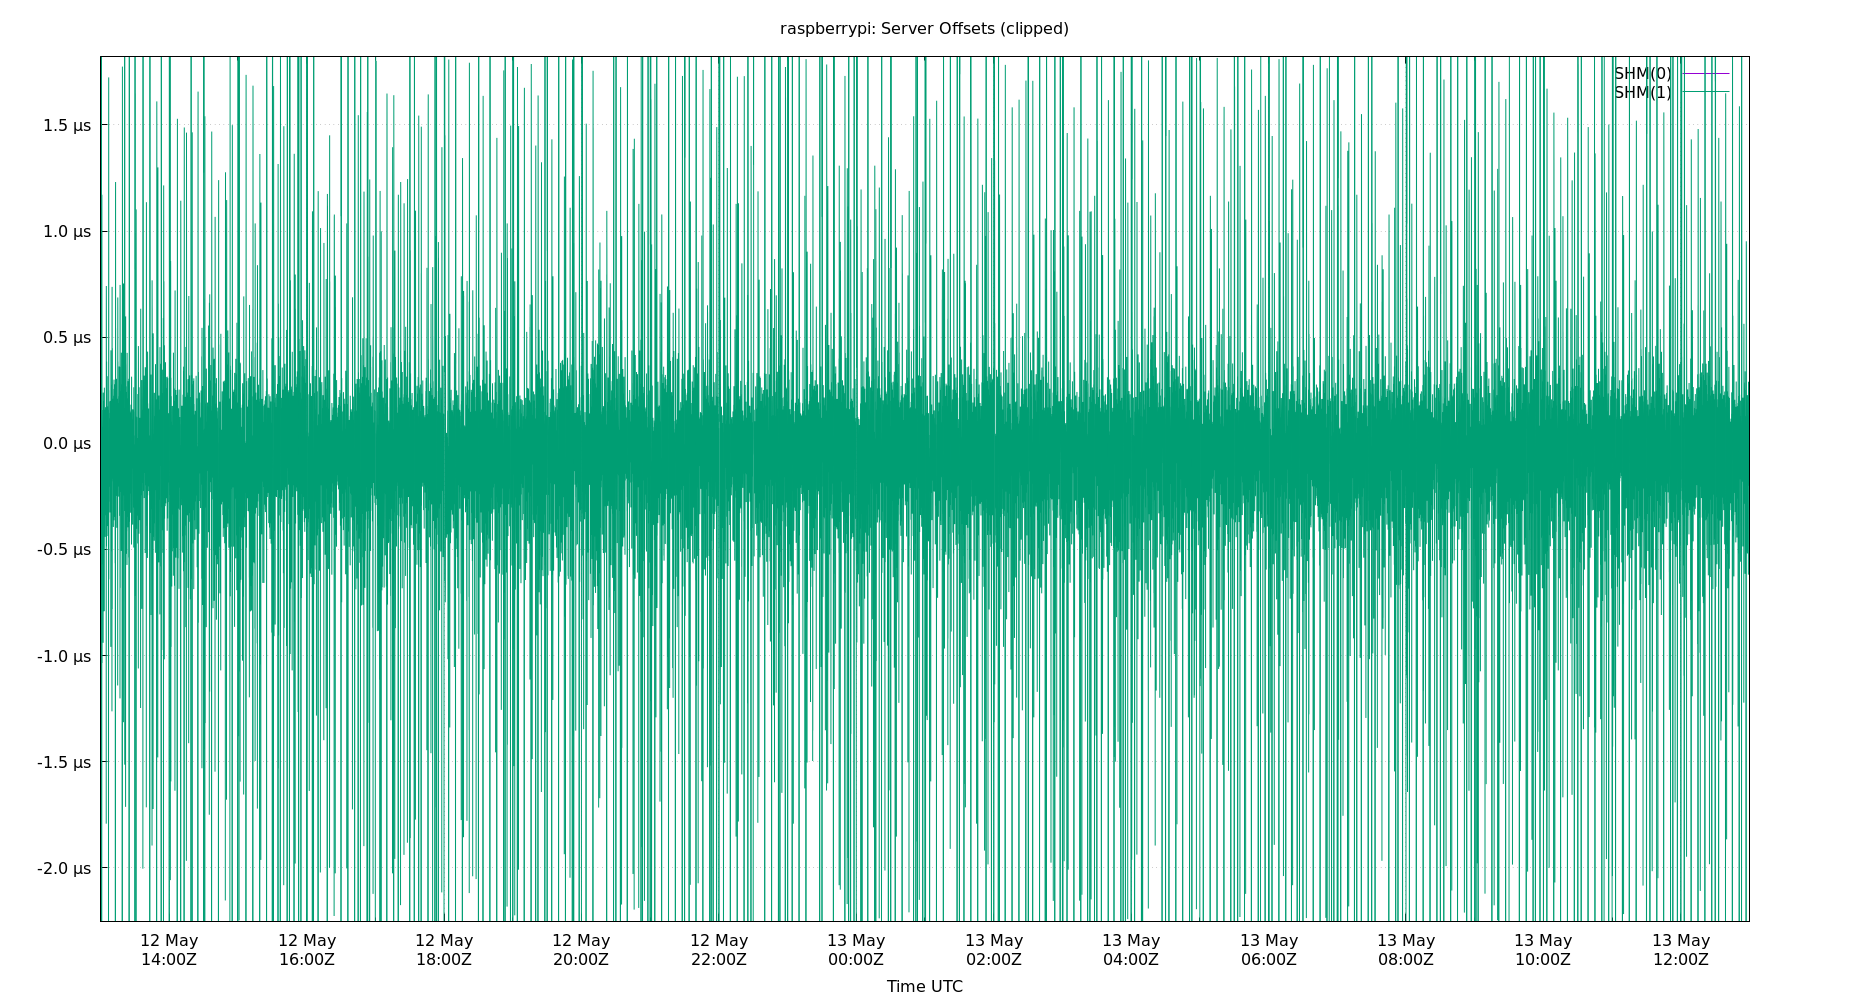 raspberrypi: Server Offsets (clipped)
SHM(0)
SHM(1)
1.5 µs
1.0 µs
0.5 µs
0.0 µs
-0.5 µs
-1.0 µs
-1.5 µs
-2.0 µs
12 May 12 May 12 May 12 May 12 May 13 May 13 May 13 May 13 May 13 May 13 May 13 May
14:00Z 16:00Z 18:00Z 20:00Z 22:00Z 00:00Z 02:00Z 04:00Z 06:00Z 08:00Z 10:00Z 12:00Z
Time UTC